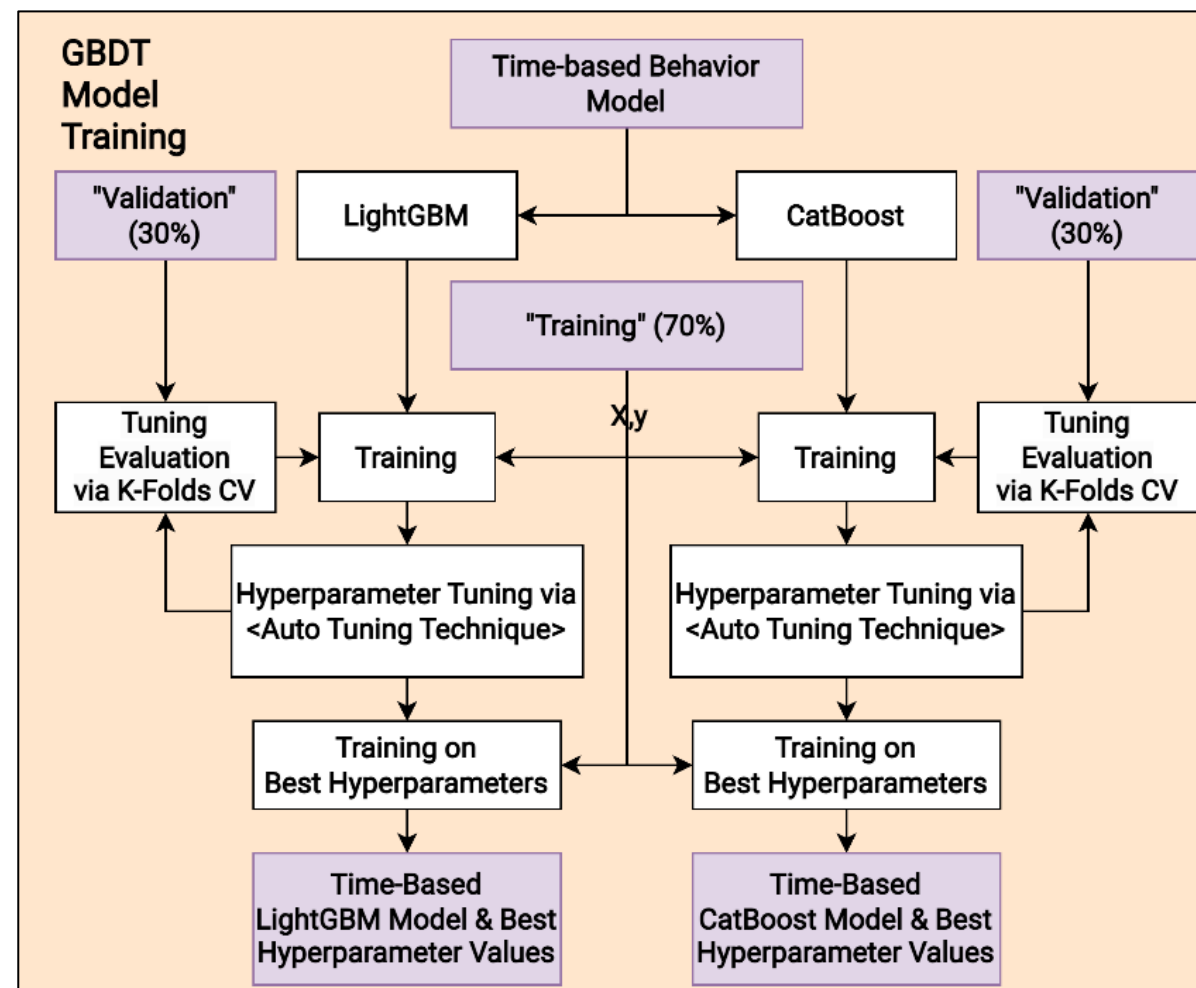 GBDT
Model
Training
Time-based Behavior
Model
"Validation"
(30%)
LightGBM
CatBoost
"Validation"
(30%)
"Training" (70%)
X,y
Tuning
Evaluation
via K-Folds CV
Training
Training
Tuning
Evaluation
via K-Folds CV
Hyperparameter Tuning via
<Auto Tuning Technique>
Hyperparameter Tuning via
<Auto Tuning Technique>
Training on
Best Hyperparameters
Training on
Best Hyperparameters
Time-Based
LightGBM Model & Best
Hyperparameter Values
Time-Based
CatBoost Model & Best
Hyperparameter Values